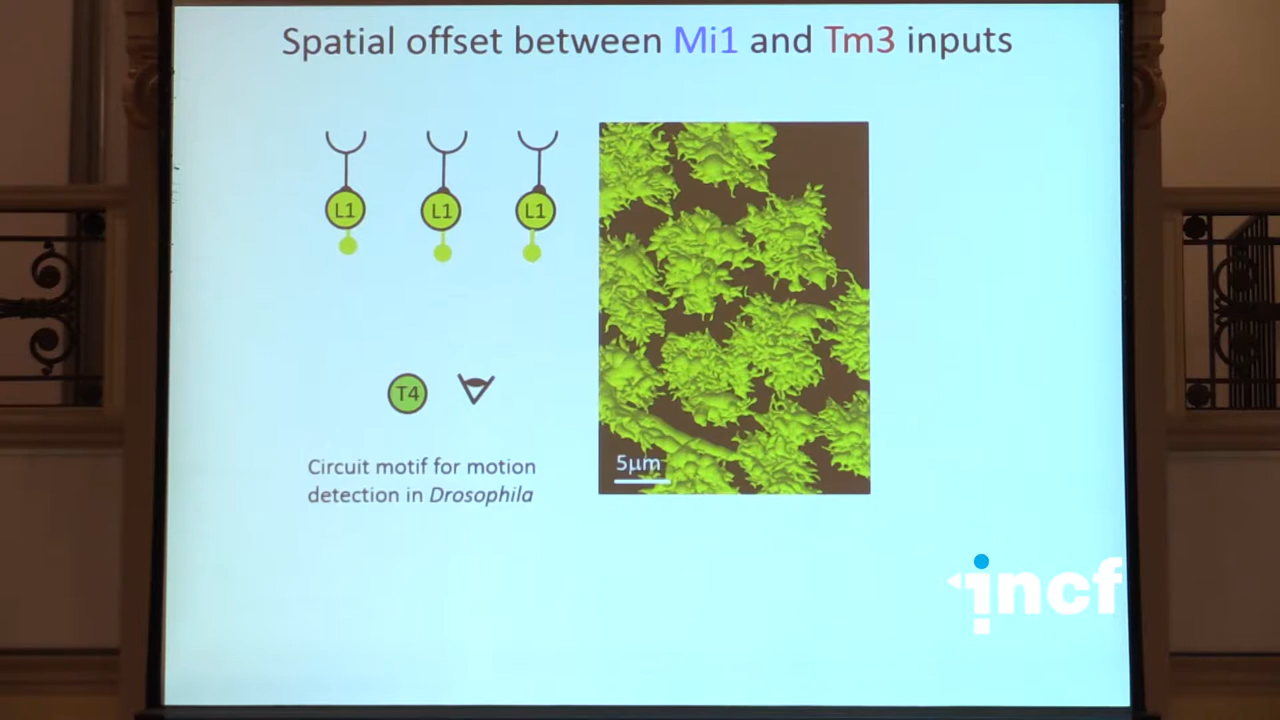 Spatial offset between Mi1 and Tm3 inputs
L1
L1
L1
T4
Circuit motif for motion
detection in Drosophila
5µm
incf